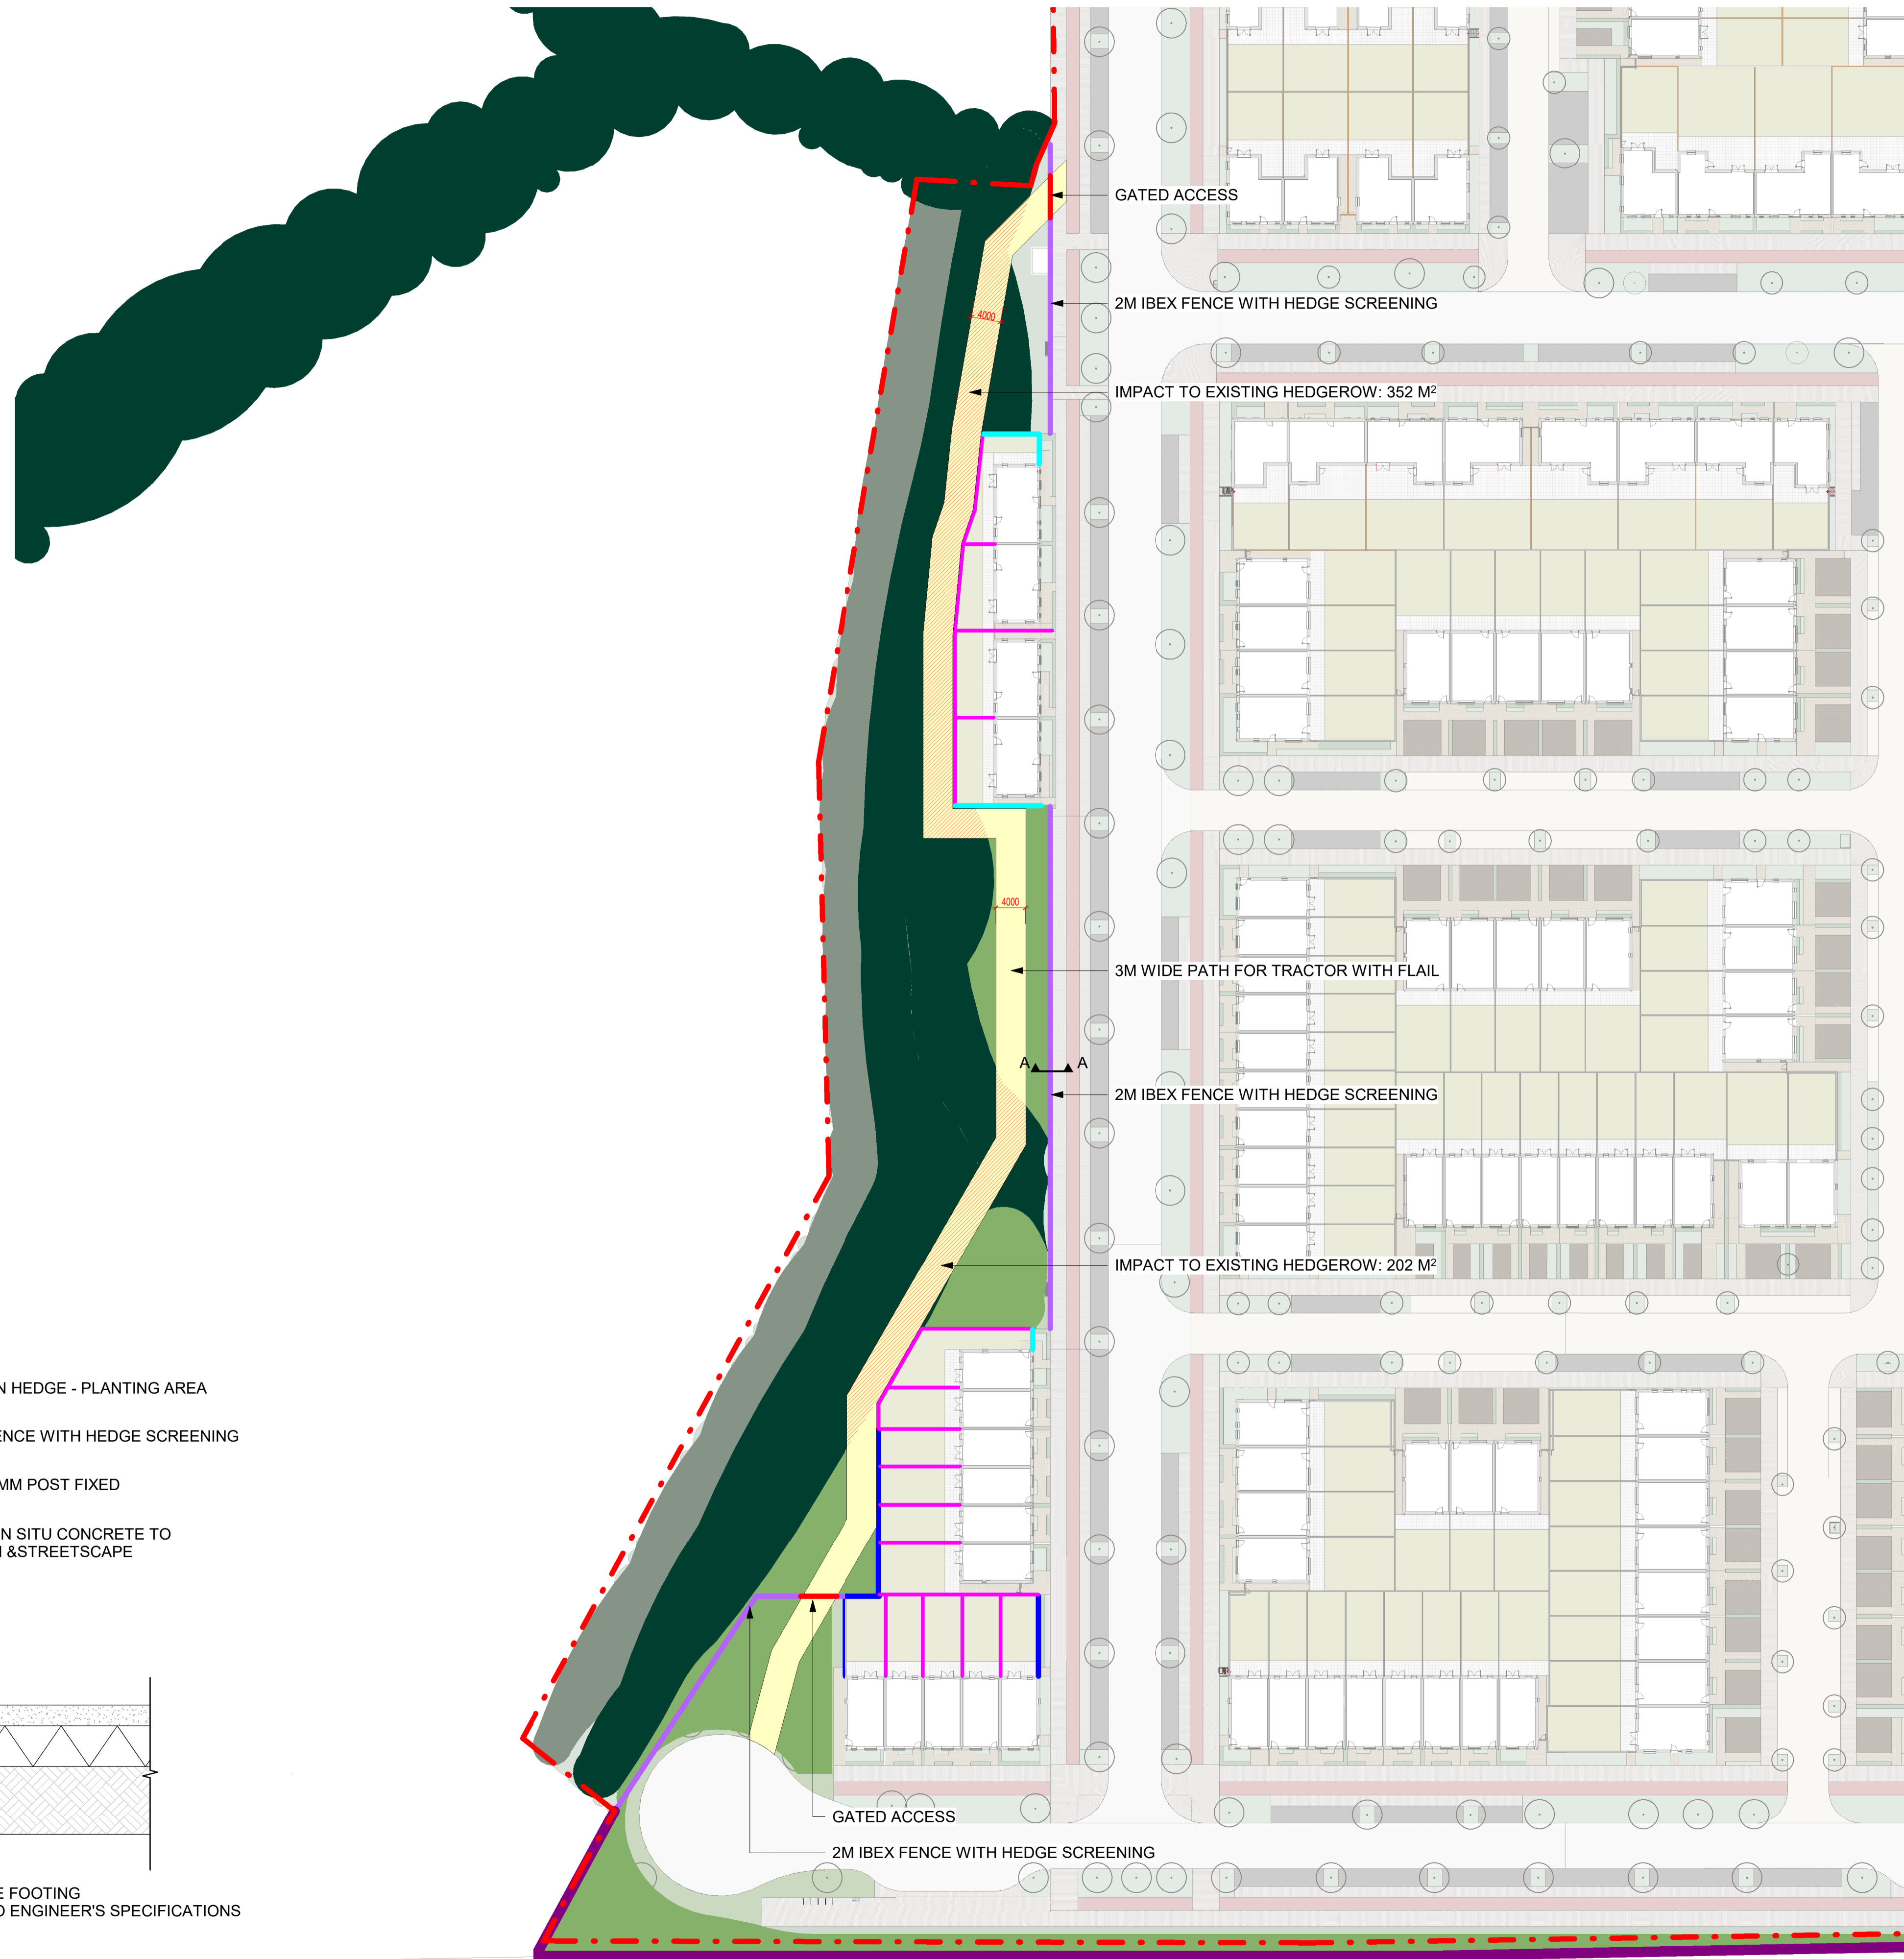 GATED ACCESS
2M IBEX FENCE WITH HEDGE SCREENING
4000
IMPACT TO EXISTING HEDGEROW: 352 M²
4000
3M WIDE PATH FOR TRACTOR WITH FLAIL
A A
2M IBEX FENCE WITH HEDGE SCREENING
IMPACT TO EXISTING HEDGEROW: 202 M²
HEDGE - PLANTING AREA
WITH HEDGE SCREENING
POST FIXED
SITU CONCRETE TO
&STREETSCAPE
GATED ACCESS
2M IBEX FENCE WITH HEDGE SCREENING
FOOTING
ENGINEER'S SPECIFICATIONS